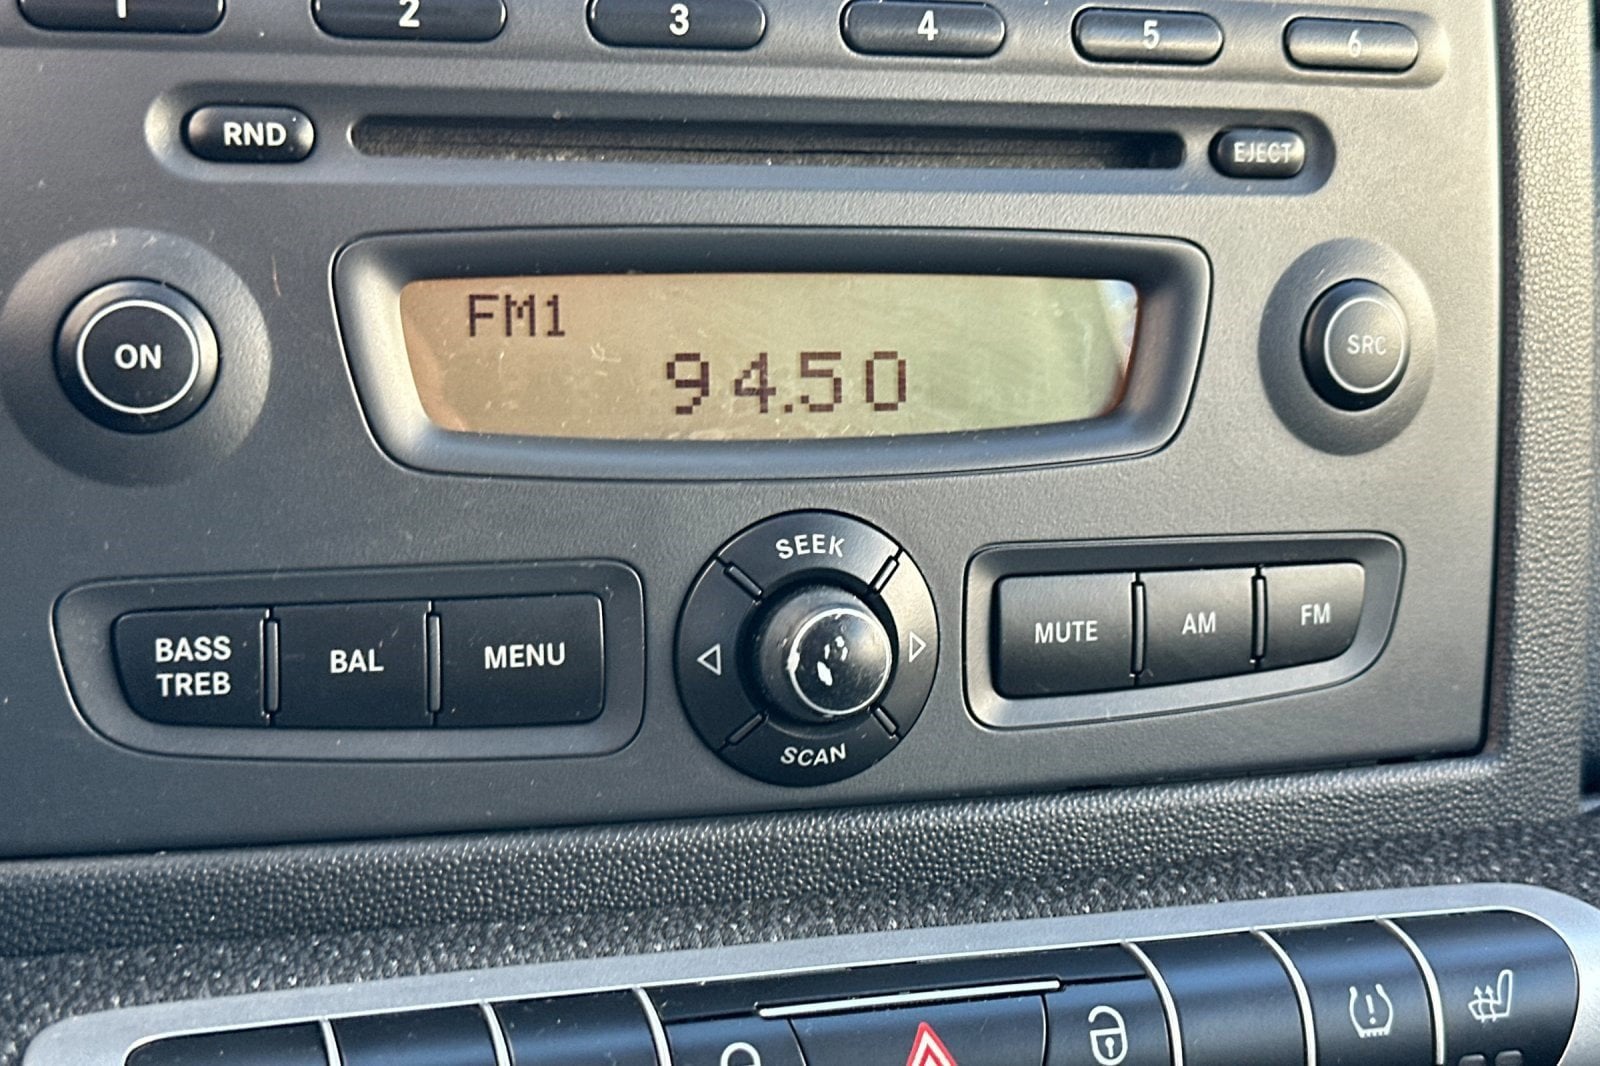 1 2 3 4 5 6
RND EJECT
FM1
94.50
ON
SRC
SEEK
BASS
TREB
BAL
MENU
MUTE AM FM
SCAN